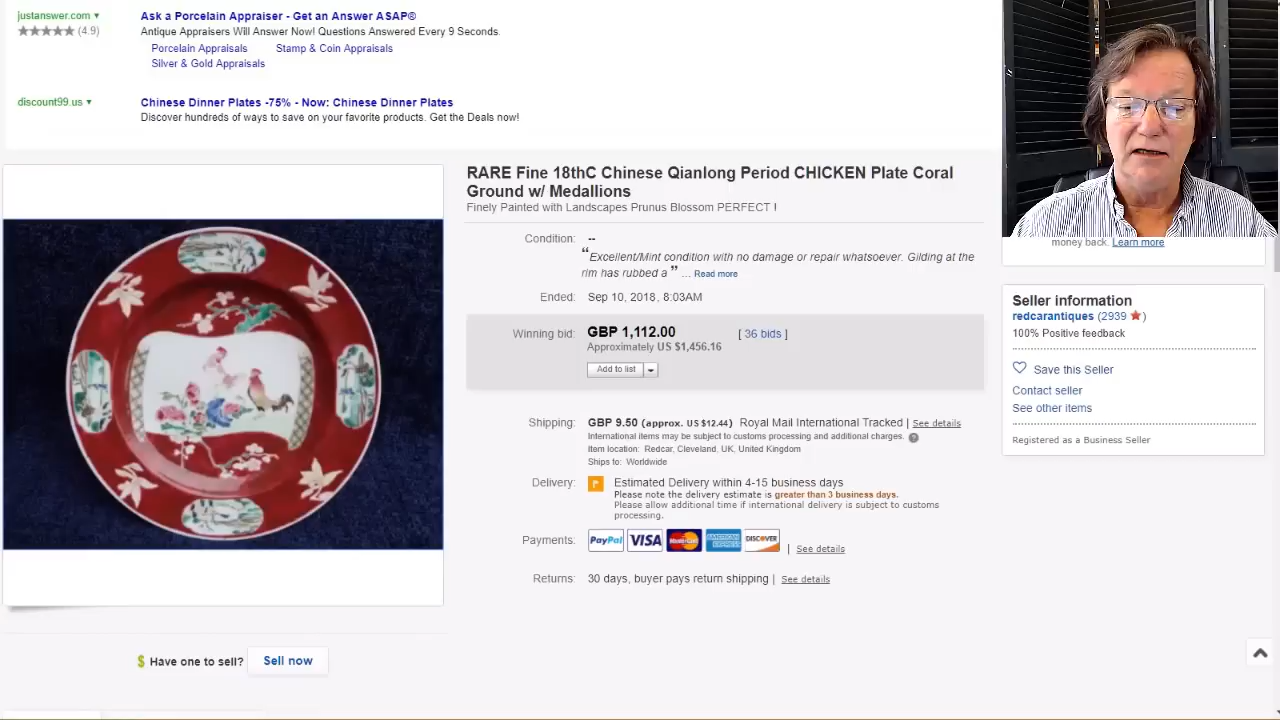 justanswer.com ▾
(4.9)
Ask a Porcelain Appraiser - Get an Answer ASAP®
Antique Appraisers Will Answer Now! Questions Answered Every 9 Seconds.
Porcelain Appraisals Stamp & Coin Appraisals
Silver & Gold Appraisals
discount99.us ▾
Chinese Dinner Plates -75% - Now: Chinese Dinner Plates
Discover hundreds of ways to save on your favorite products. Get the Deals now!
RARE Fine 18thC Chinese Qianlong Period CHICKEN Plate Coral
Ground w/ Medallions
Finely Painted with Landscapes Prunus Blossom PERFECT !
Condition: --
“Excellent/Mint condition with no damage or repair whatsoever. Gilding at the
rim has rubbed a ” ... Read more
Ended: Sep 10, 2018, 8:03AM
Winning bid: GBP 1,112.00 [ 36 bids ]
Approximately US $1,456.16
Add to list
Shipping: GBP 9.50 (approx. US $12.44) Royal Mail International Tracked | See details
International items may be subject to customs processing and additional charges. ?
Item location: Redcar, Cleveland, UK, United Kingdom
Ships to: Worldwide
Delivery: Estimated Delivery within 4-15 business days
Please note the delivery estimate is greater than 3 business days.
Please allow additional time if international delivery is subject to customs
processing.
Payments: PayPal VISA MasterCard AMERICAN EXPRESS DISCOVER | See details
Returns: 30 days, buyer pays return shipping | See details
$ Have one to sell? Sell now
money back. Learn more
Seller information
redcarantiques (2939 ★)
100% Positive feedback
Save this Seller
Contact seller
See other items
Registered as a Business Seller